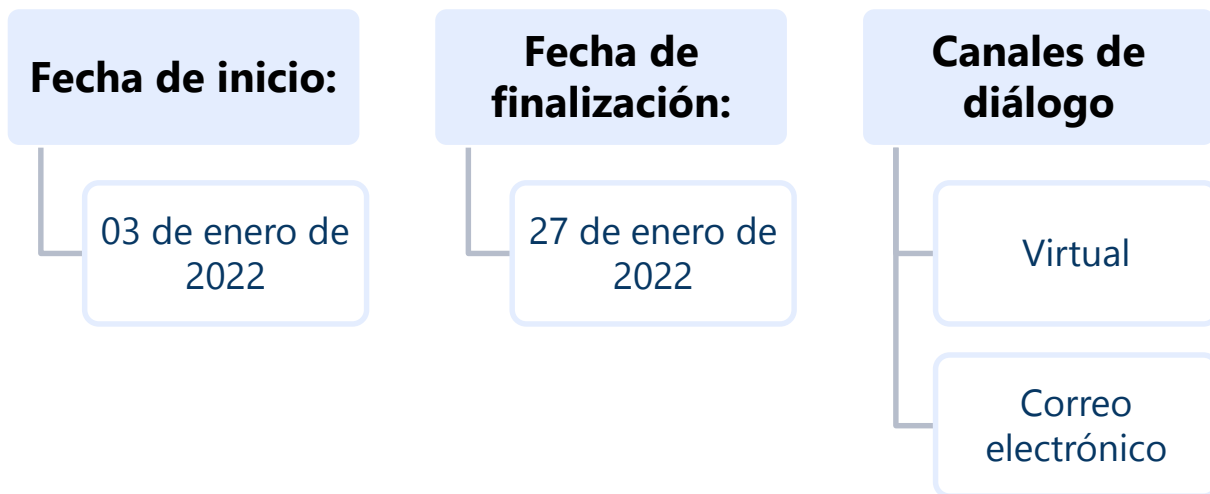 Fecha de inicio:
03 de enero de
2022
Fecha de
finalización:
27 de enero de
2022
Canales de
diálogo
Virtual
Correo
electrónico